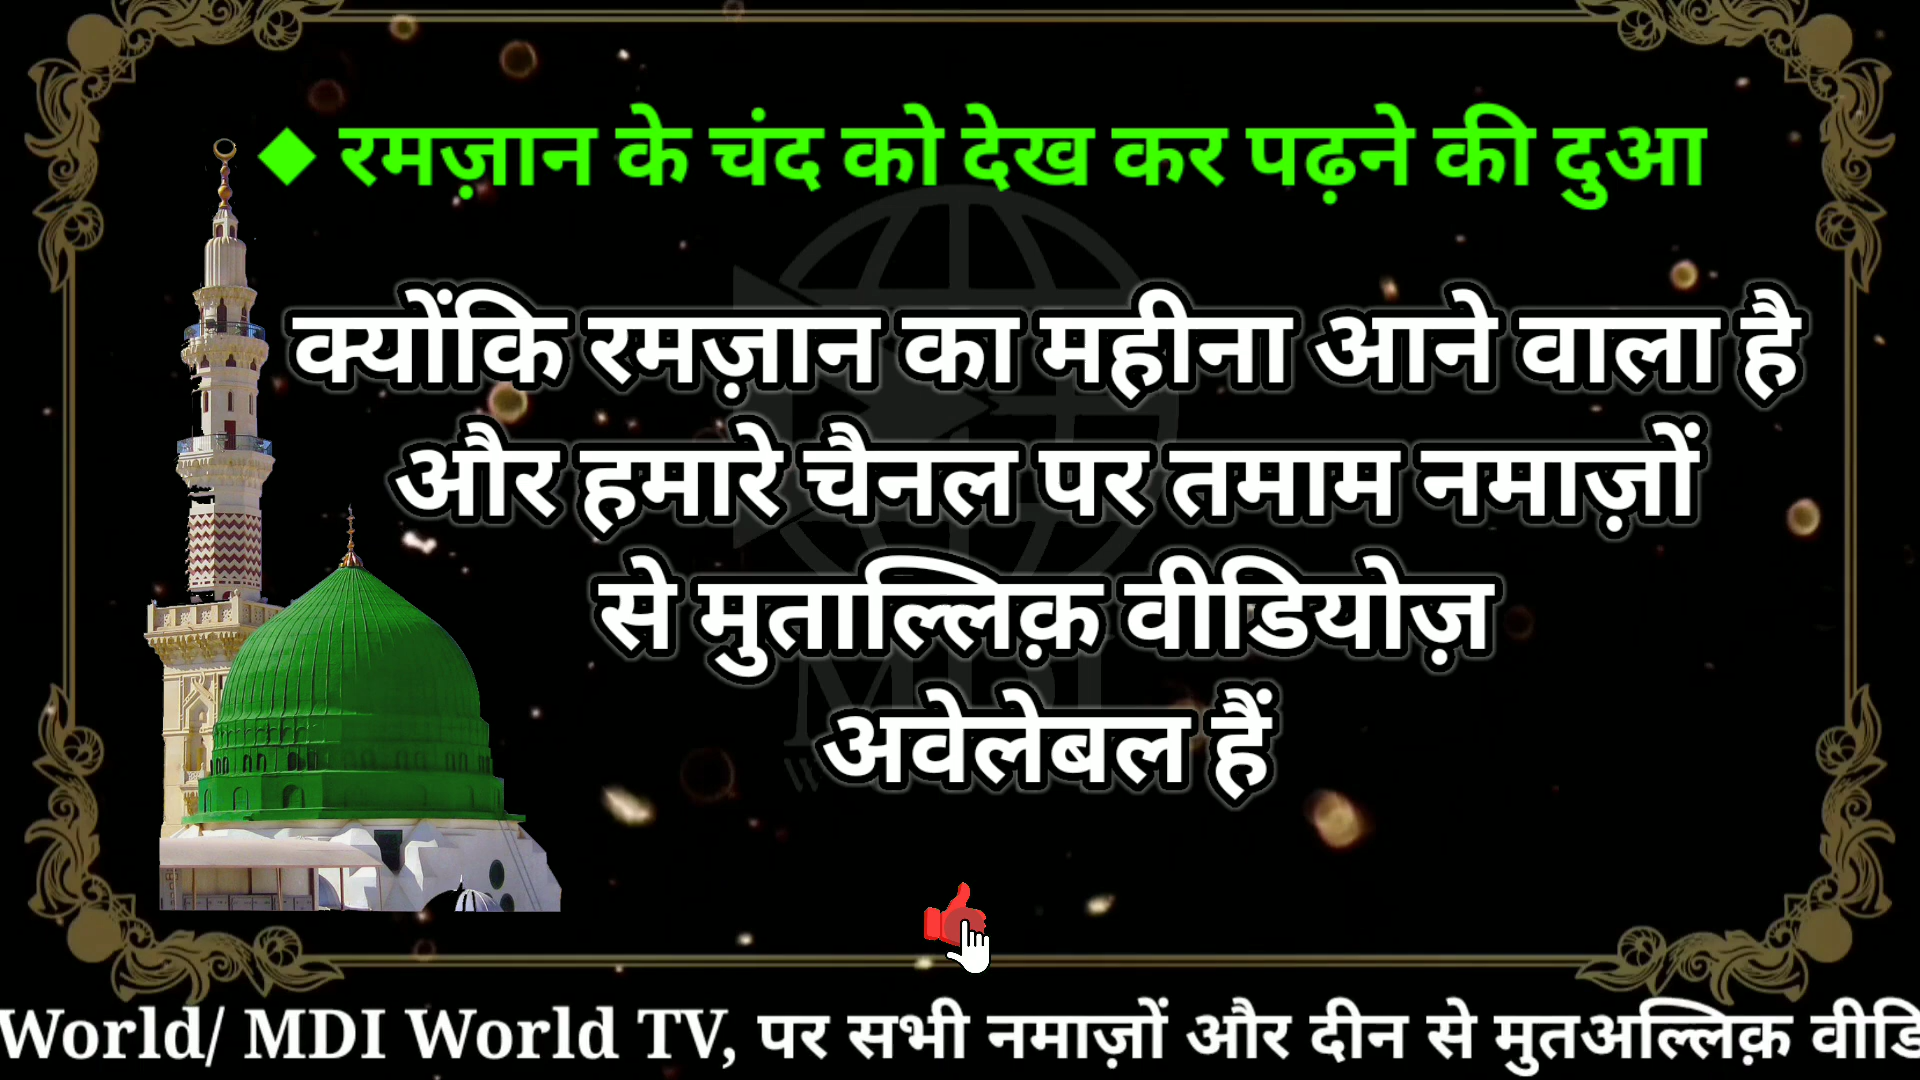 ◆ रमज़ान के चंद को देख कर पढ़ने की दुआ
क्योंकि रमज़ान का महीना आने वाला है
और हमारे चैनल पर तमाम नमाज़ों
से मुताल्लिक़ वीडियोज़
अवेलेबल हैं
MDI
World/ MDI World TV, पर सभी नमाज़ों और दीन से मुतअल्लिक़ वीडि